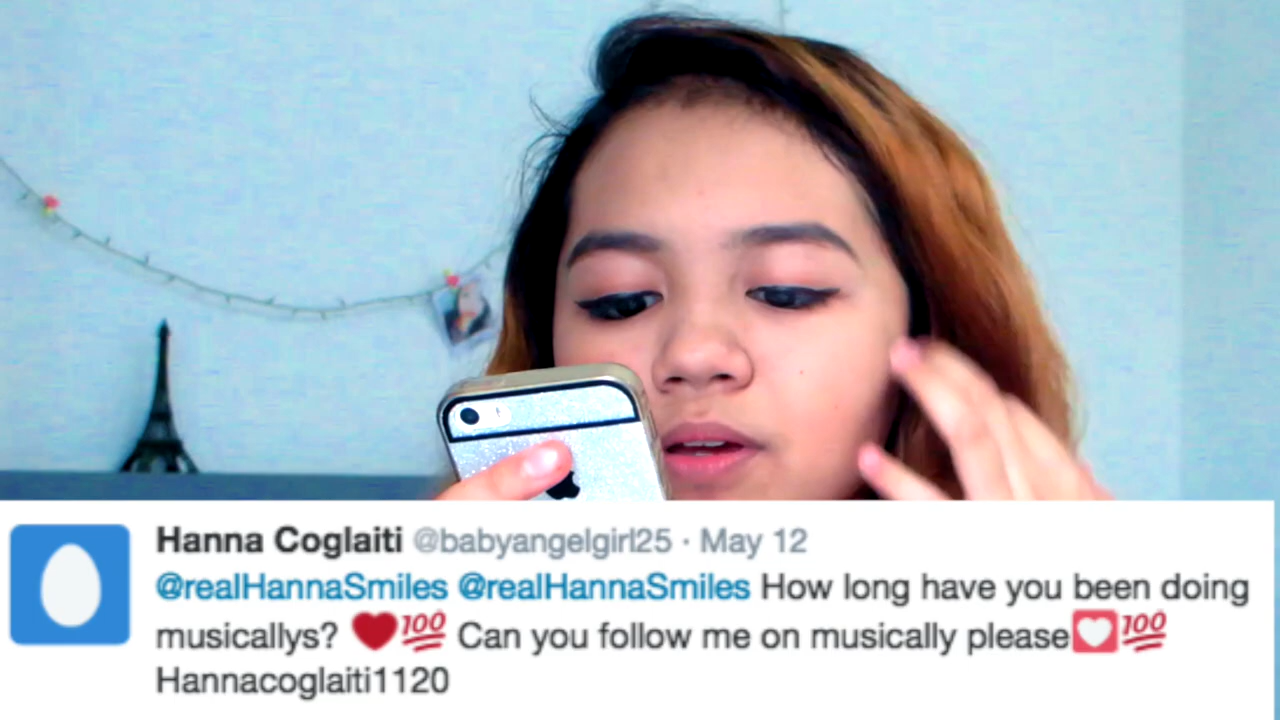 Hanna Coglaiti @babyangelgirl25 · May 12
@realHannaSmiles @realHannaSmiles How long have you been doing
musicallys? ❤️💯 Can you follow me on musically please💟💯
Hannacoglaiti1120